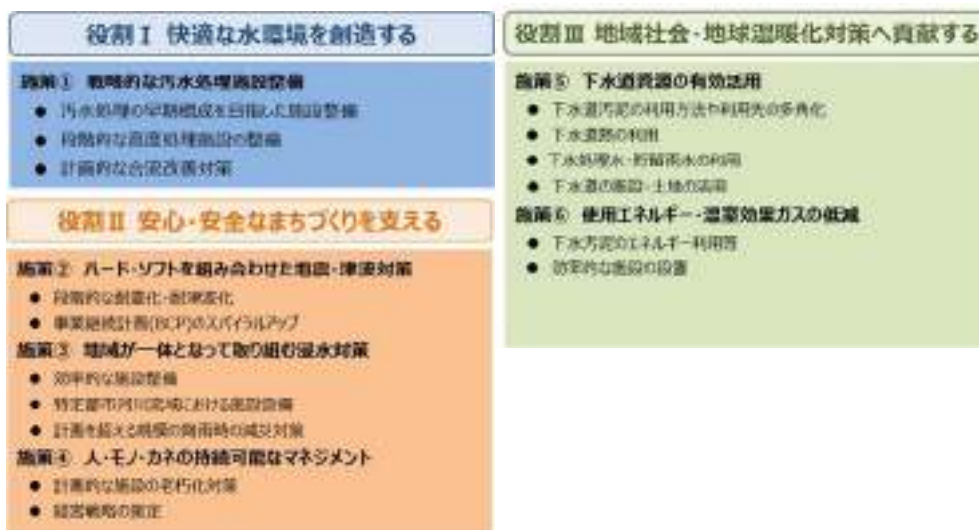 役割Ⅰ 快適な水環境を創造する
施策① 戦略的な汚水処理施設整備
● 汚水処理の早期概成を目指した施設整備
● 段階的な高度処理施設の整備
● 計画的な合流改善対策
役割Ⅱ 安心・安全なまちづくりを支える
施策② ハード・ソフトを組み合わせた地震・津波対策
● 段階的な耐震化・耐津波化
● 事業継続計画(BCP)のスパイラルアップ
施策③ 地域が一体となって取り組む浸水対策
● 効率的な施設整備
● 特定都市河川流域における施設整備
● 計画を超える規模の降雨時の減災対策
施策④ 人・モノ・カネの持続可能なマネジメント
● 計画的な施設の老朽化対策
● 経営戦略の策定
役割Ⅲ 地域社会・地球温暖化対策へ貢献する
施策⑤ 下水道資源の有効活用
● 下水道汚泥の利用方法や利用先の多角化
● 下水道熱の利用
● 下水処理水・貯留雨水の利用
● 下水道の施設・土地の活用
施策⑥ 使用エネルギー・温室効果ガスの低減
● 下水汚泥のエネルギー利用等
● 効率的な施設の設置